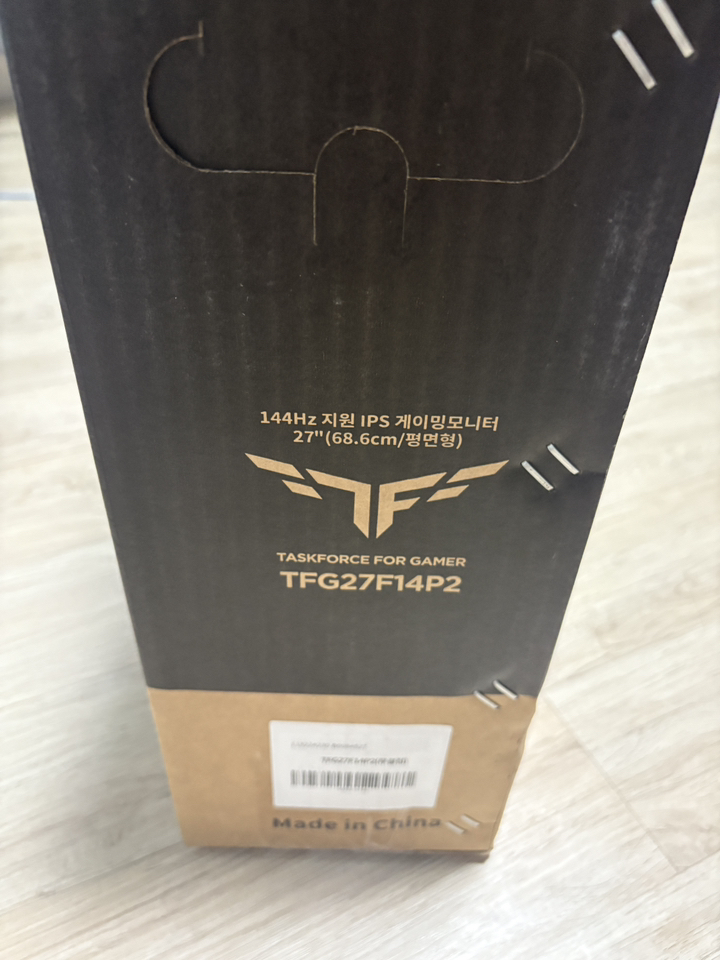 144Hz 지원 IPS 게이밍모니터
27"(68.6cm/평면형)
TASKFORCE FOR GAMER
TFG27F14P2
Made in China